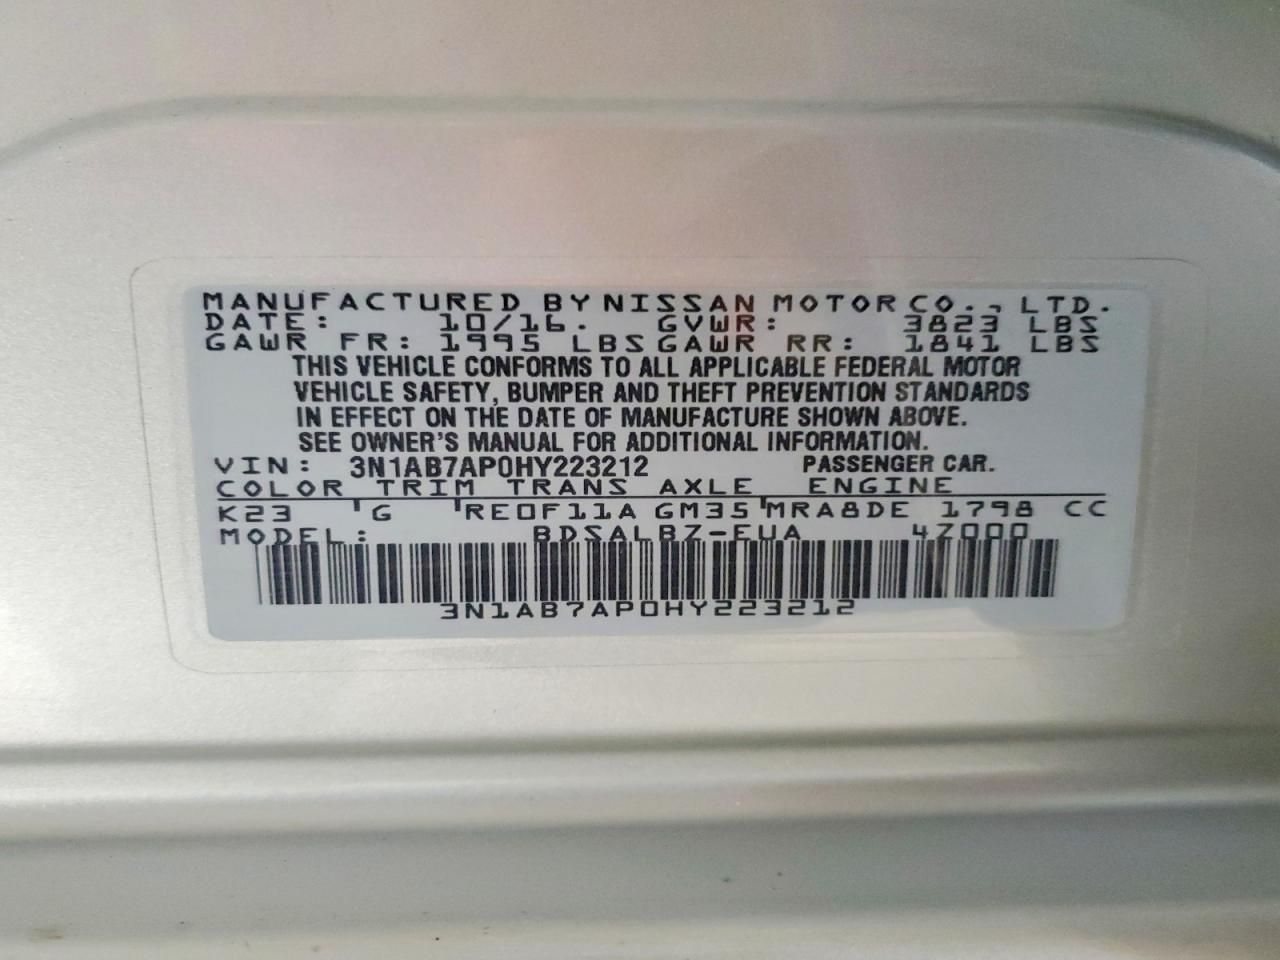 MANUFACTURED BY NISSAN MOTOR CO., LTD.
DATE: 10/16. GVWR: 3823 LBS
GAWR FR: 1995 LBS GAWR RR: 1841 LBS
THIS VEHICLE CONFORMS TO ALL APPLICABLE FEDERAL MOTOR
VEHICLE SAFETY, BUMPER AND THEFT PREVENTION STANDARDS
IN EFFECT ON THE DATE OF MANUFACTURE SHOWN ABOVE.
SEE OWNER'S MANUAL FOR ADDITIONAL INFORMATION.
VIN: 3N1AB7AP0HY223212 PASSENGER CAR.
COLOR TRIM TRANS AXLE ENGINE
K23 G RE0F11A GM35 MRA8DE 1798 CC
MODEL: BDSALBZ-EUA 4Z000
3N1AB7AP0HY223212